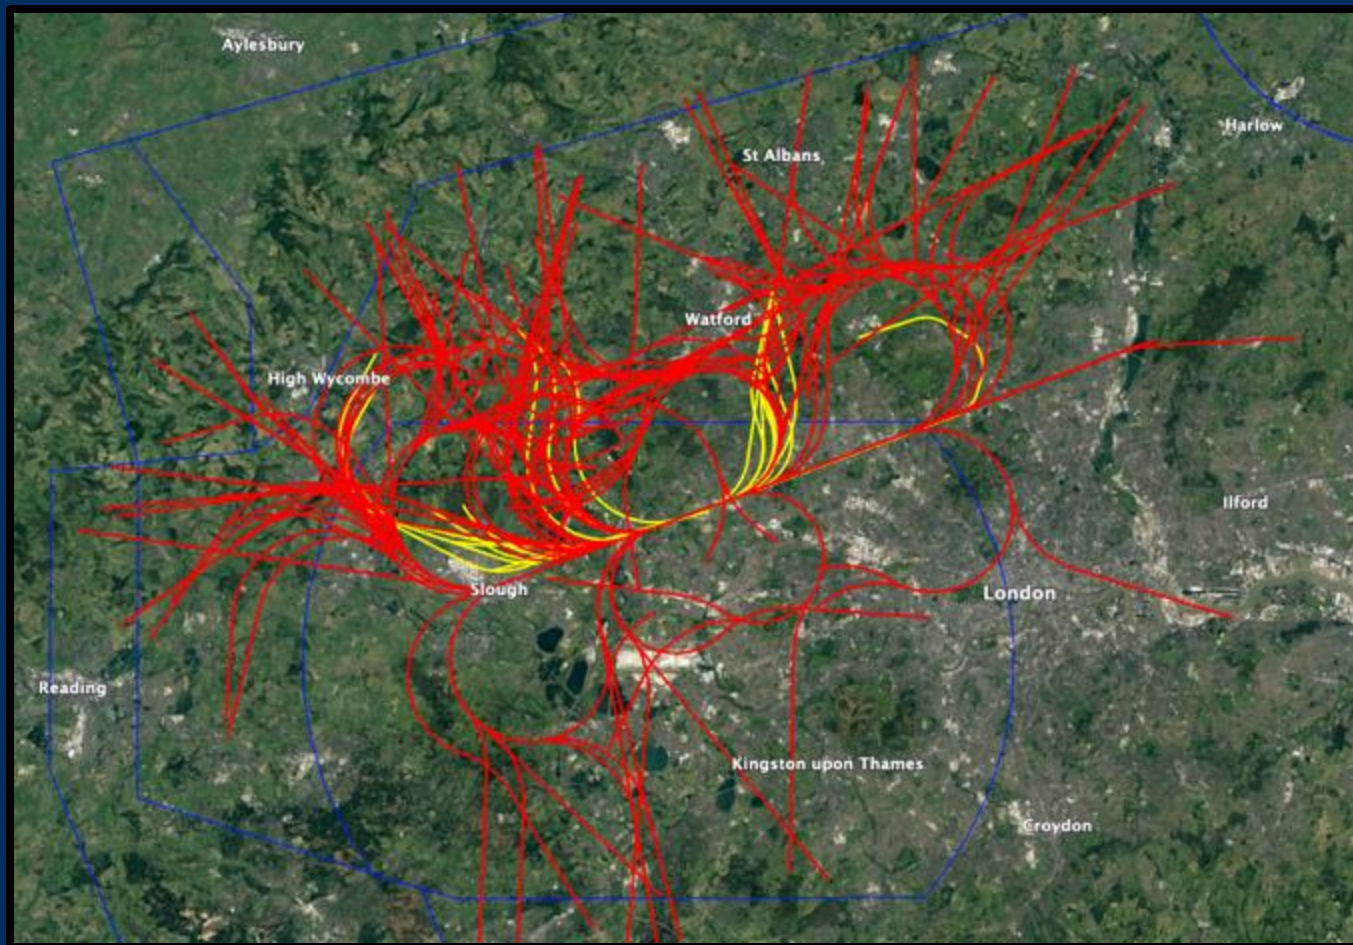 Aylesbury
Harlow
St Albans
Watford
High Wycombe
Ilford
Slough
London
Reading
Kingston upon Thames
Croydon